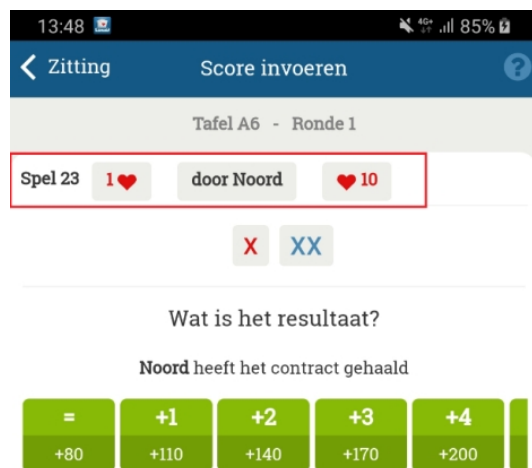 13:48 4G+ 85%
Zitting Score invoeren ?
Tafel A6 - Ronde 1
Spel 23 1♥ door Noord ♥ 10
X XX
Wat is het resultaat?
Noord heeft het contract gehaald
= +1 +2 +3 +4
+80 +110 +140 +170 +200